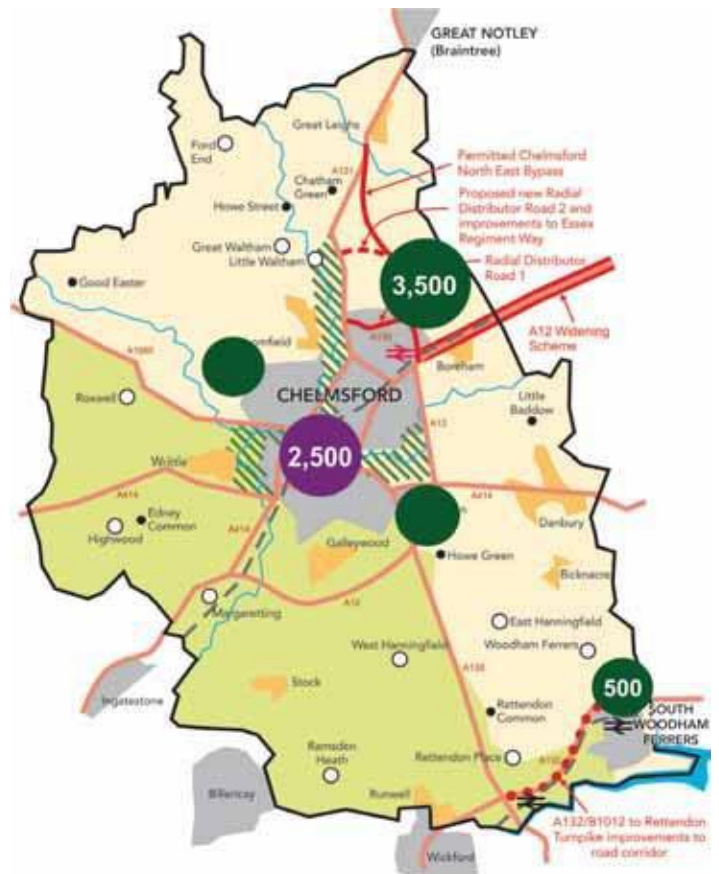 GREAT NOTLEY
(Braintree)
Great Leighs
Ford
End
A131
Chatham
Green
Howe Street
Permitted Chelmsford
North East Bypass
Proposed new Radial
Distributor Road 2 and
improvements to Essex
Regiment Way
Great Waltham
Little Waltham
Radial Distributor
Road 1
3,500
Good Easter
A12 Widening
Scheme
omfield
A130
A1060
Boreham
Roxwell
CHELMSFORD
Little
Baddow
A12
Writtle
2,500
A414
A414
Edney
Common
Highwood
A414
Danbury
Galleywood
Howe Green
Bicknacre
Margaretting
A12
East Hanningfield
West Hanningfield
Woodham Ferrers
A130
Stock
500
Ingatestone
Rettendon
Common
SOUTH
WOODHAM
FERRERS
Ramsden
Heath
Rettendon Place
A132
Billericay
Runwell
A132/B1012 to Rettendon
Turnpike improvements to
road corridor
Wickford